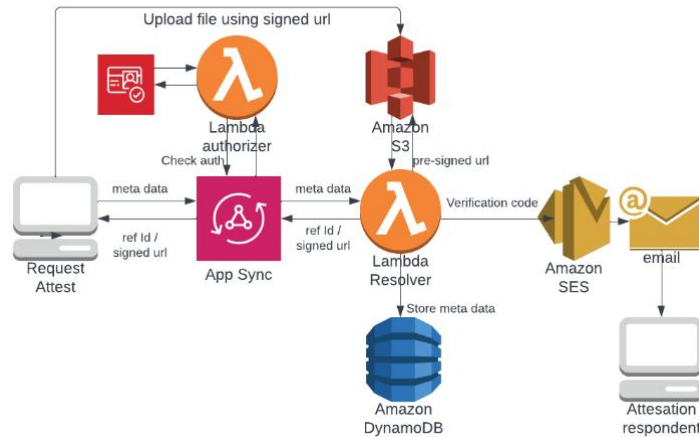 Upload file using signed url
Lambda
authorizer
Amazon
S3
Check auth
pre-signed url
meta data
meta data
Verification code
@
ref Id /
signed url
ref Id /
signed url
Request
Attest
App Sync
Lambda
Resolver
Amazon
SES
email
Store meta data
Amazon
DynamoDB
Attesation
respondent